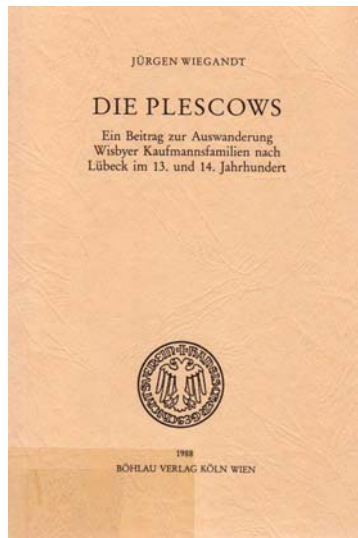 JÜRGEN WIEGANDT
DIE PLESCOWS
Ein Beitrag zur Auswanderung
Wisbyer Kaufmannsfamilien nach
Lübeck im 13. und 14. Jahrhundert
1988
BÖHLAU VERLAG KÖLN WIEN